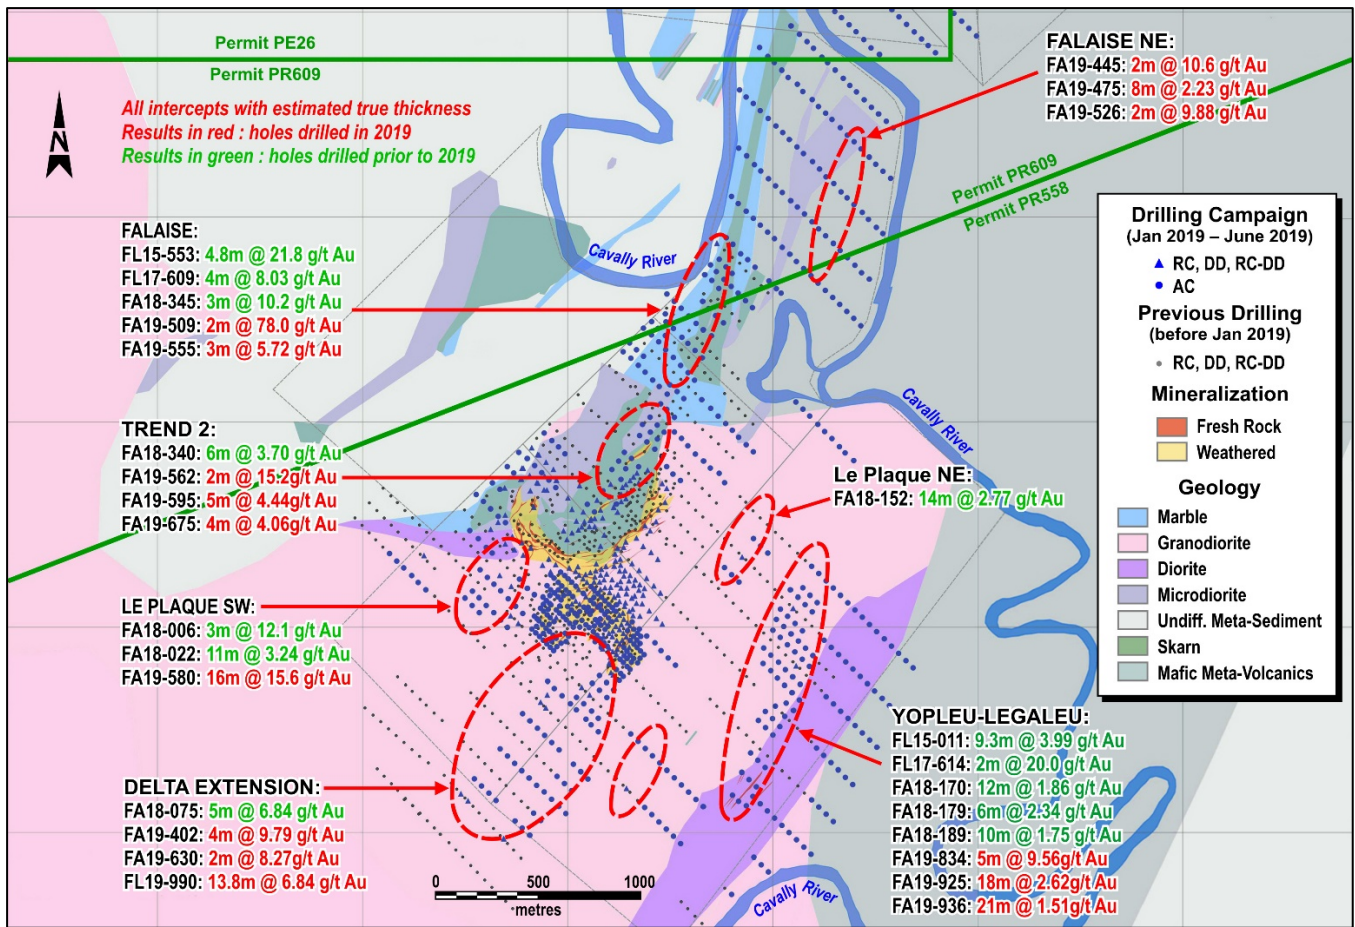 Permit PE26
Permit PR609
All intercepts with estimated true thickness
Results in red : holes drilled in 2019
Results in green : holes drilled prior to 2019
N
FALAISE NE:
FA19-445: 2m @ 10.6 g/t Au
FA19-475: 8m @ 2.23 g/t Au
FA19-526: 2m @ 9.88 g/t Au
Permit PR609
Permit PR558
FALAISE:
FL15-553: 4.8m @ 21.8 g/t Au
FL17-609: 4m @ 8.03 g/t Au
FA18-345: 3m @ 10.2 g/t Au
FA19-509: 2m @ 78.0 g/t Au
FA19-555: 3m @ 5.72 g/t Au
Cavally River
Drilling Campaign
(Jan 2019 – June 2019)
RC, DD, RC-DD
AC
Previous Drilling
(before Jan 2019)
RC, DD, RC-DD
Mineralization
Fresh Rock
Weathered
Geology
Marble
Granodiorite
Diorite
Microdiorite
Undiff. Meta-Sediment
Skarn
Mafic Meta-Volcanics
Cavally River
TREND 2:
FA18-340: 6m @ 3.70 g/t Au
FA19-562: 2m @ 15.2g/t Au
FA19-595: 5m @ 4.44g/t Au
FA19-675: 4m @ 4.06g/t Au
Le Plaque NE:
FA18-152: 14m @ 2.77 g/t Au
LE PLAQUE SW:
FA18-006: 3m @ 12.1 g/t Au
FA18-022: 11m @ 3.24 g/t Au
FA19-580: 16m @ 15.6 g/t Au
YOPLEU-LEGALEU:
FL15-011: 9.3m @ 3.99 g/t Au
FL17-614: 2m @ 20.0 g/t Au
FA18-170: 12m @ 1.86 g/t Au
FA18-179: 6m @ 2.34 g/t Au
FA18-189: 10m @ 1.75 g/t Au
FA19-834: 5m @ 9.56g/t Au
FA19-925: 18m @ 2.62g/t Au
FA19-936: 21m @ 1.51g/t Au
DELTA EXTENSION:
FA18-075: 5m @ 6.84 g/t Au
FA19-402: 4m @ 9.79 g/t Au
FA19-630: 2m @ 8.27g/t Au
FL19-990: 13.8m @ 6.84 g/t Au
0 500 1000
metres
Cavally River